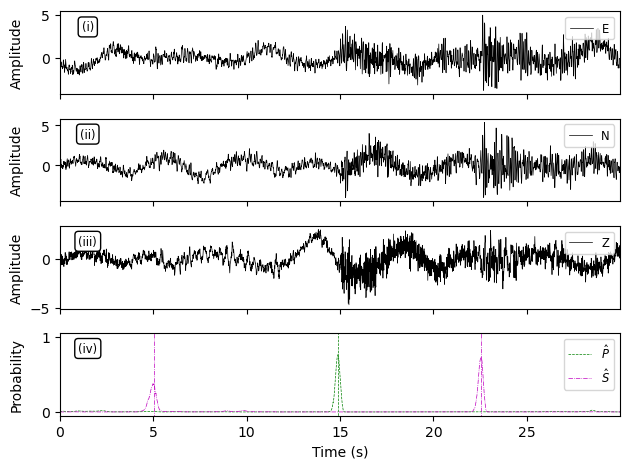 5
0
Amplitude
(i)
E
5
0
Amplitude
(ii)
N
0
−5
Amplitude
(iii)
Z
1
0
Probability
(iv)
P̂
Ŝ
0 5 10 15 20 25
Time (s)